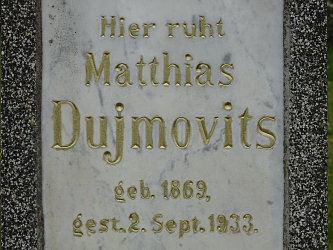 Hier ruht
Matthias
Dujmovits
geb. 1869,
gest. 2. Sept. 1933.